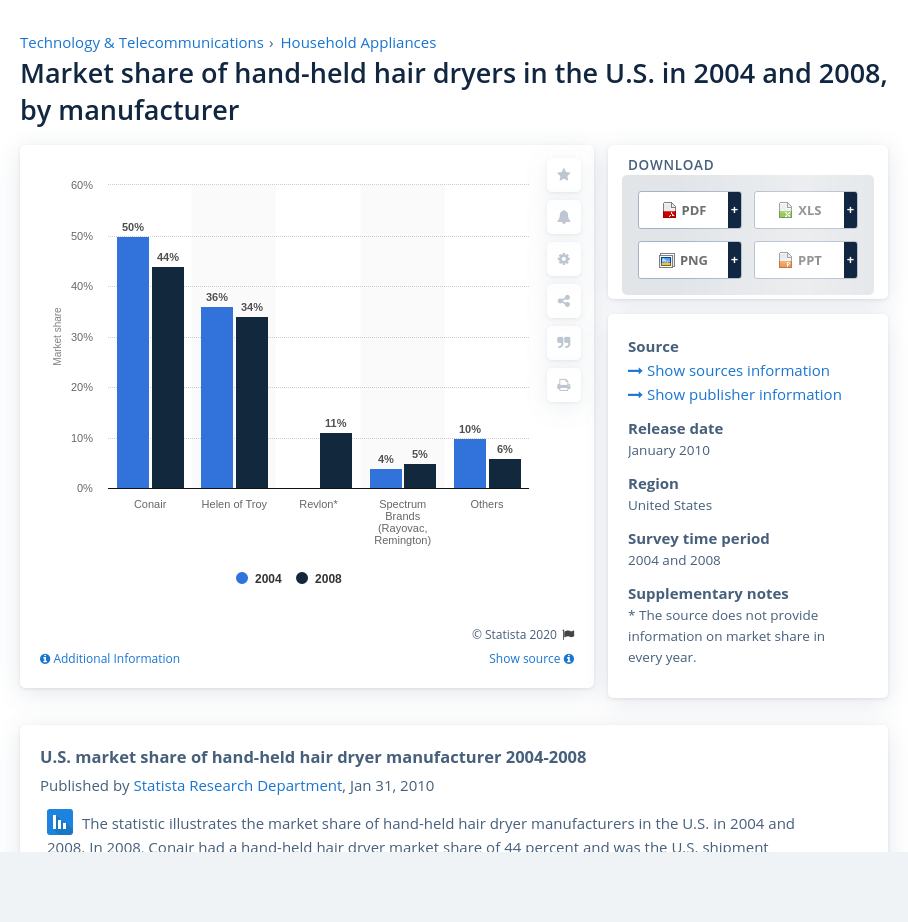 Technology & Telecommunications › Household Appliances
Market share of hand-held hair dryers in the U.S. in 2004 and 2008,
by manufacturer
60%
50%
40%
30%
20%
10%
0%
Market share
50%
44%
36%
34%
11%
4%
5%
10%
6%
Conair
Helen of Troy
Revlon*
Spectrum
Brands
(Rayovac,
Remington)
Others
2004
2008
© Statista 2020
Additional Information
Show source
DOWNLOAD
PDF +
XLS +
PNG +
PPT +
Source
Show sources information
Show publisher information
Release date
January 2010
Region
United States
Survey time period
2004 and 2008
Supplementary notes
* The source does not provide
information on market share in
every year.
U.S. market share of hand-held hair dryer manufacturer 2004-2008
Published by Statista Research Department, Jan 31, 2010
The statistic illustrates the market share of hand-held hair dryer manufacturers in the U.S. in 2004 and
2008. In 2008, Conair had a hand-held hair dryer market share of 44 percent and was the U.S. shipment